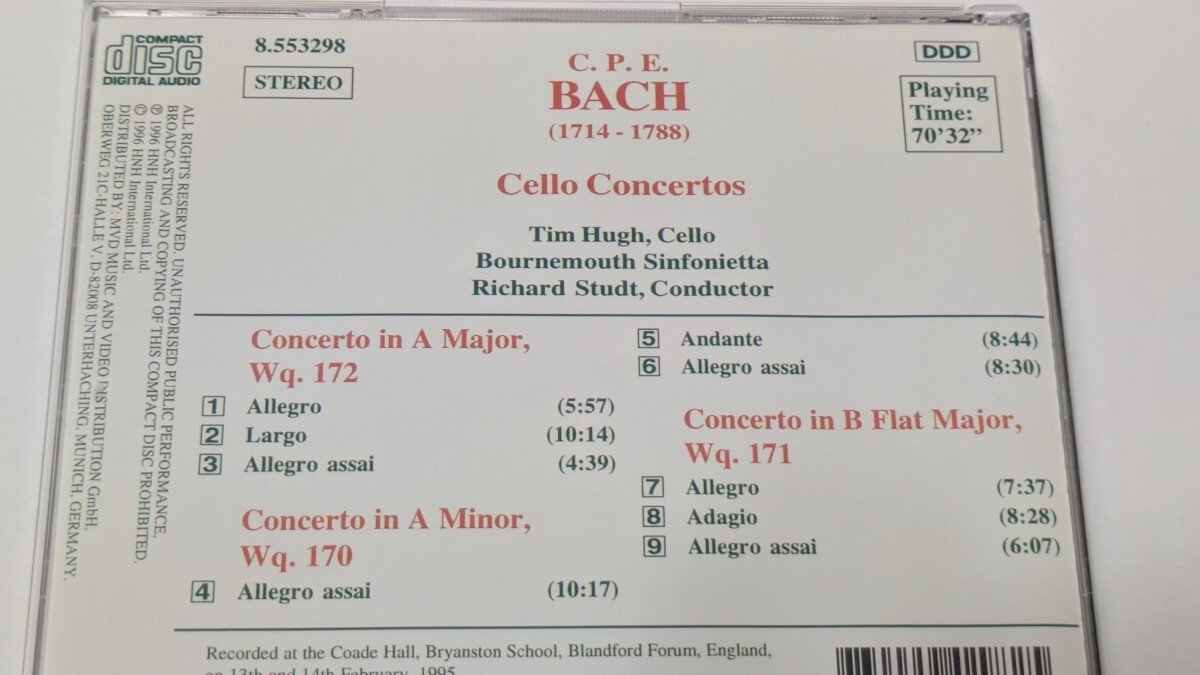 COMPACT
disc
DIGITAL AUDIO
8.553298
STEREO
C. P. E.
BACH
(1714 - 1788)
DDD
Playing
Time:
70'32”
Cello Concertos
Tim Hugh, Cello
Bournemouth Sinfonietta
Richard Studt, Conductor
Concerto in A Major,
Wq. 172
1 Allegro (5:57)
2 Largo (10:14)
3 Allegro assai (4:39)
Concerto in A Minor,
Wq. 170
4 Allegro assai (10:17)
5 Andante (8:44)
6 Allegro assai (8:30)
Concerto in B Flat Major,
Wq. 171
7 Allegro (7:37)
8 Adagio (8:28)
9 Allegro assai (6:07)
Recorded at the Coade Hall, Bryanston School, Blandford Forum, England,
on 13th and 14th February, 1995
ALL RIGHTS RESERVED. UNAUTHORISED PUBLIC PERFORMANCE,
BROADCASTING AND COPYING OF THIS COMPACT DISC PROHIBITED.
℗ 1996 HNH International Ltd.
© 1996 HNH International Ltd.
DISTRIBUTED BY: MVD MUSIC AND VIDEO DISTRIBUTION GmbH,
OBERWEG 21C-HALLE V, D-82008 UNTERHACHING, MUNICH, GERMANY.